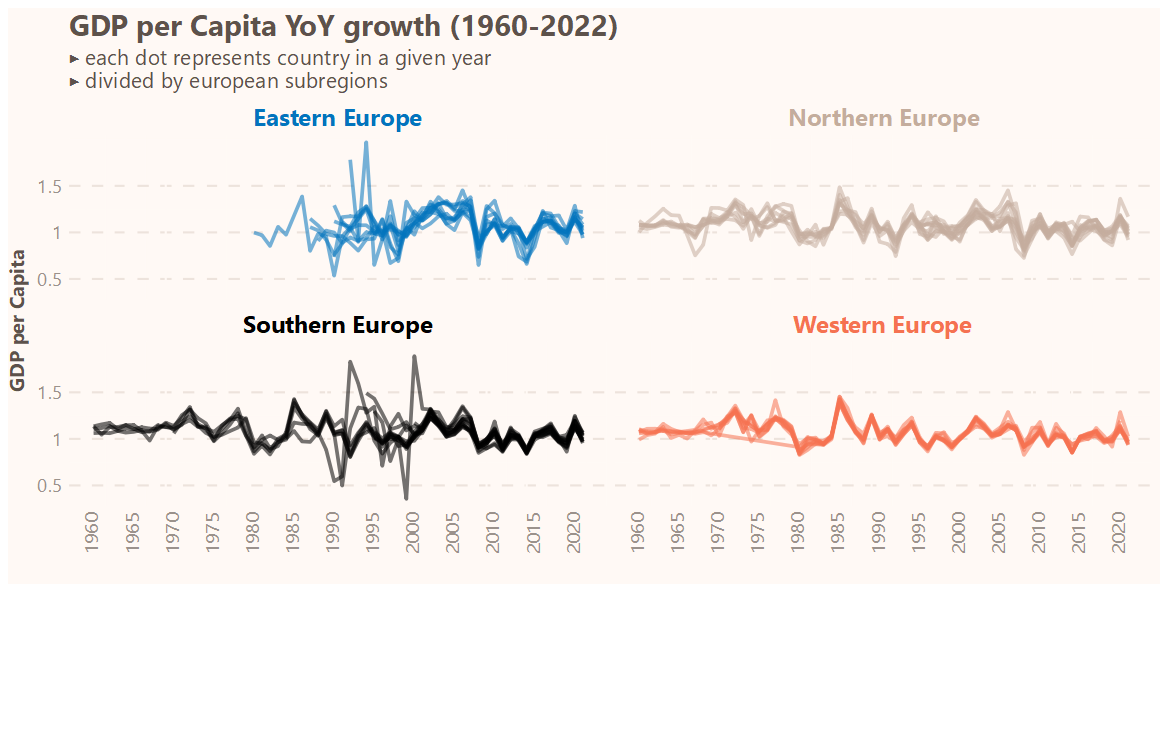 GDP per Capita YoY growth (1960-2022)
▸ each dot represents country in a given year
▸ divided by european subregions
Eastern Europe
Northern Europe
1.5
1
0.5
GDP per Capita
Southern Europe
Western Europe
1.5
1
0.5
1960 1965 1970 1975 1980 1985 1990 1995 2000 2005 2010 2015 2020
1960 1965 1970 1975 1980 1985 1990 1995 2000 2005 2010 2015 2020